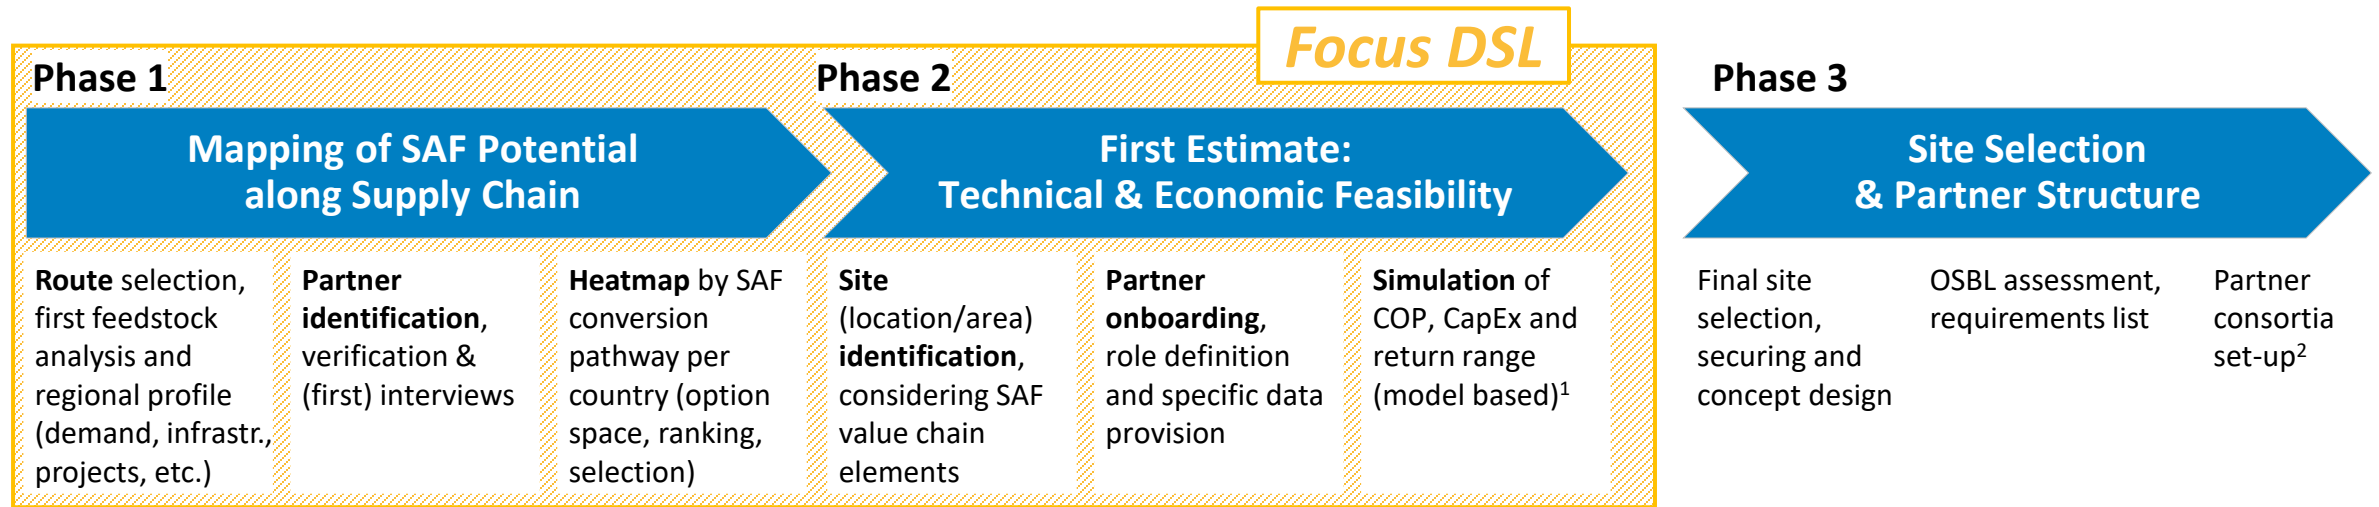 Focus DSL
Phase 1
Mapping of SAF Potential
along Supply Chain
Route selection,
first feedstock
analysis and
regional profile
(demand, infrastr.,
projects, etc.)
Partner
identification,
verification &
(first) interviews
Heatmap by SAF
conversion
pathway per
country (option
space, ranking,
selection)
Phase 2
First Estimate:
Technical & Economic Feasibility
Site
(location/area)
identification,
considering SAF
value chain
elements
Partner
onboarding,
role definition
and specific data
provision
Simulation of
COP, CapEx and
return range
(model based)¹
Phase 3
Site Selection
& Partner Structure
Final site
selection,
securing and
concept design
OSBL assessment,
requirements list
Partner
consortia
set-up²